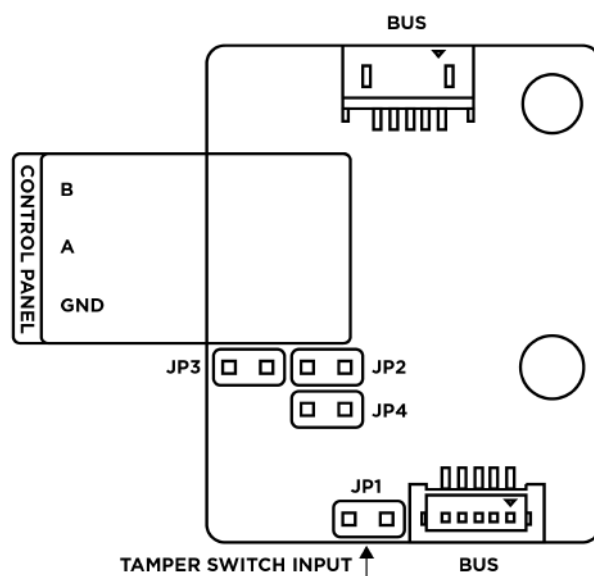 BUS
CONTROL PANEL
B
A
GND
JP3
JP2
JP4
JP1
TAMPER SWITCH INPUT
BUS